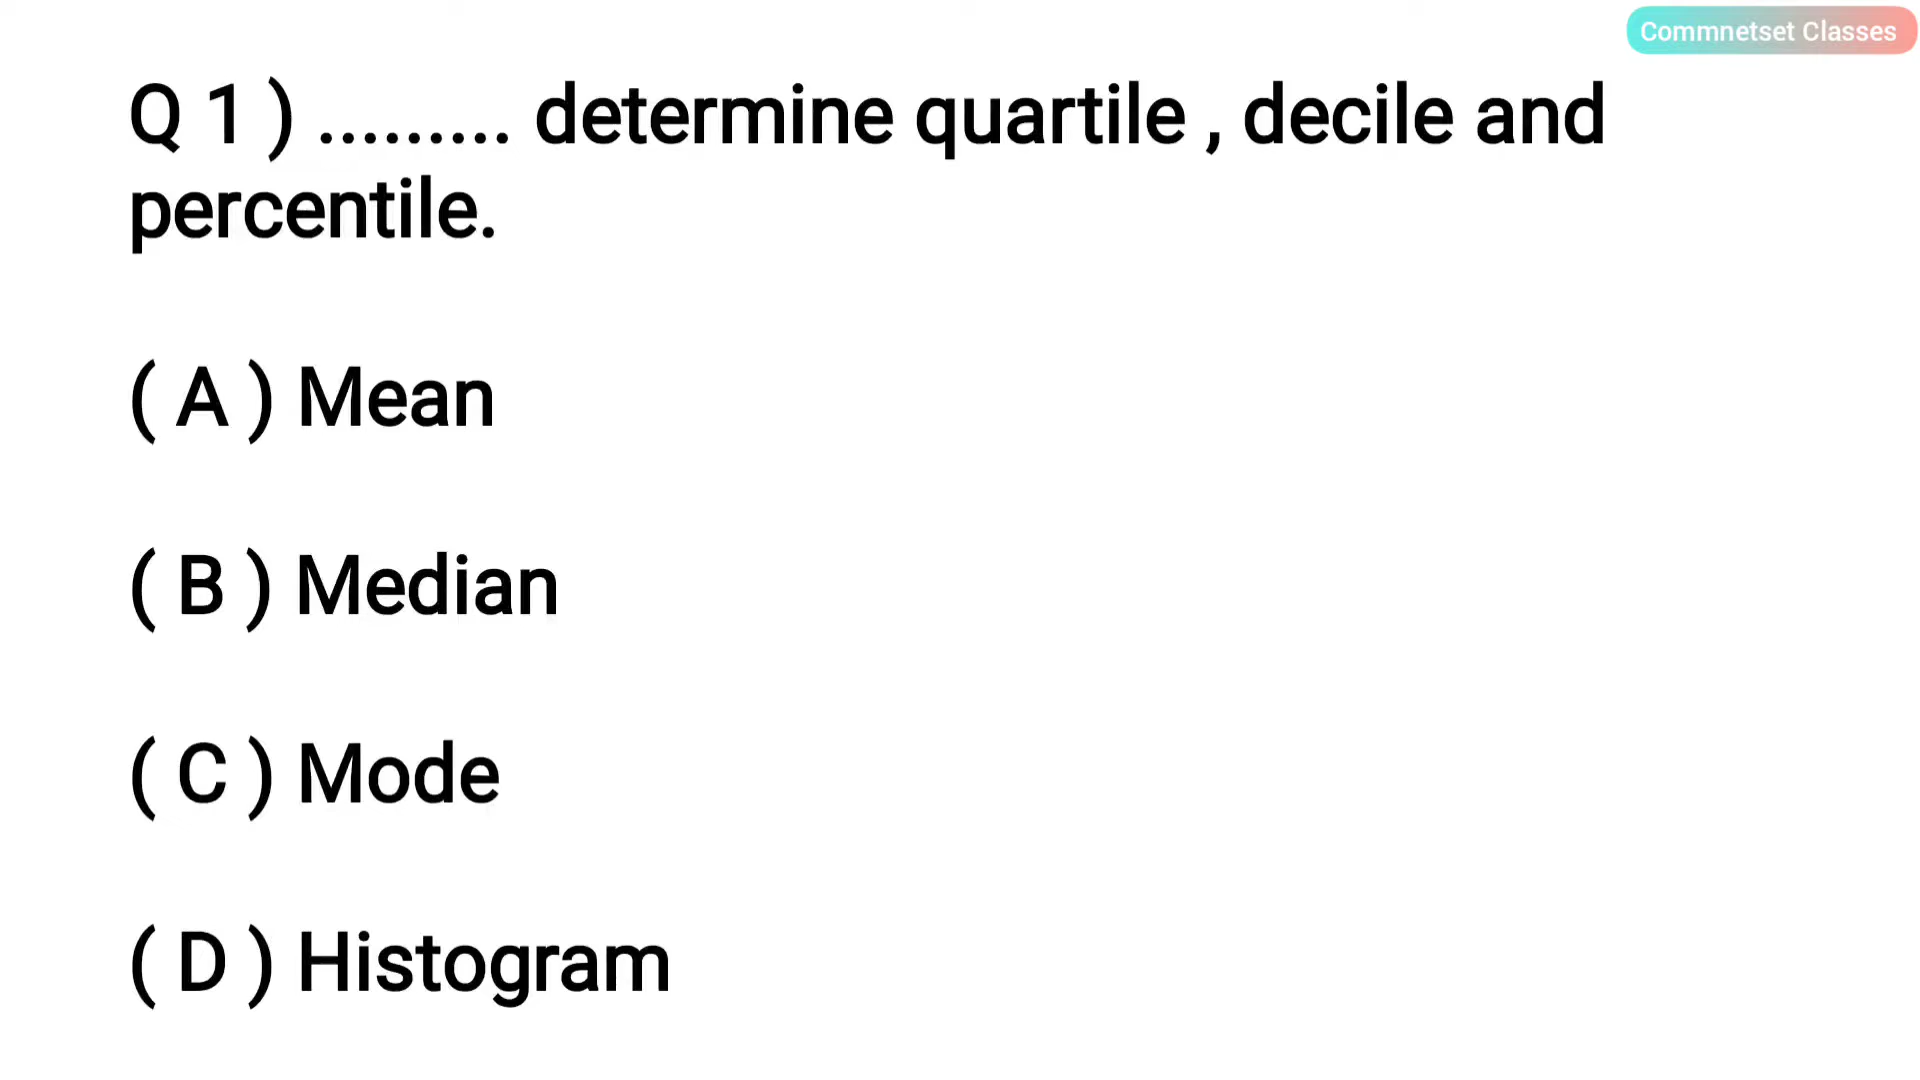 Commnetset Classes
Q 1 ) ......... determine quartile , decile and
percentile.
( A ) Mean
( B ) Median
( C ) Mode
( D ) Histogram